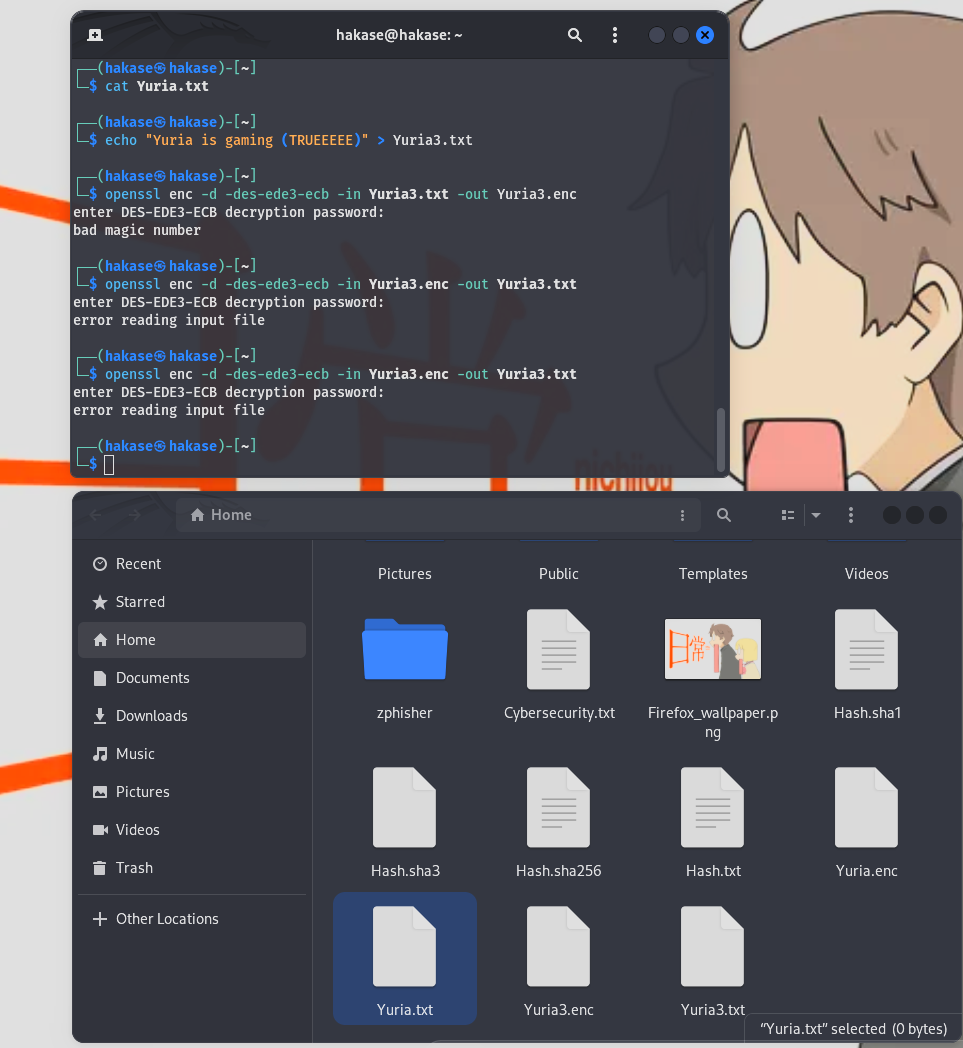 hakase@hakase: ~
┌──(hakase㉿hakase)-[~]
└─$ cat Yuria.txt
┌──(hakase㉿hakase)-[~]
└─$ echo "Yuria is gaming (TRUEEEEE)" > Yuria3.txt
┌──(hakase㉿hakase)-[~]
└─$ openssl enc -d -des-ede3-ecb -in Yuria3.txt -out Yuria3.enc
enter DES-EDE3-ECB decryption password:
bad magic number
┌──(hakase㉿hakase)-[~]
└─$ openssl enc -d -des-ede3-ecb -in Yuria3.enc -out Yuria3.txt
enter DES-EDE3-ECB decryption password:
error reading input file
┌──(hakase㉿hakase)-[~]
└─$ openssl enc -d -des-ede3-ecb -in Yuria3.enc -out Yuria3.txt
enter DES-EDE3-ECB decryption password:
error reading input file
┌──(hakase㉿hakase)-[~]
└─$
nichijou
Home
Recent
Starred
Home
Documents
Downloads
Music
Pictures
Videos
Trash
Other Locations
Pictures Public Templates Videos
zphisher Cybersecurity.txt Firefox_wallpaper.p Hash.sha1
ng
日常
Hash.sha3 Hash.sha256 Hash.txt Yuria.enc
Yuria.txt Yuria3.enc Yuria3.txt
“Yuria.txt” selected (0 bytes)